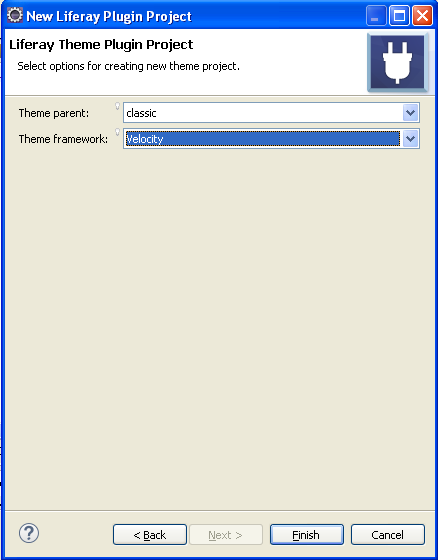 New Liferay Plugin Project
Liferay Theme Plugin Project
Select options for creating new theme project.
Theme parent: classic
Theme framework: Velocity
?
< Back Next > Finish Cancel